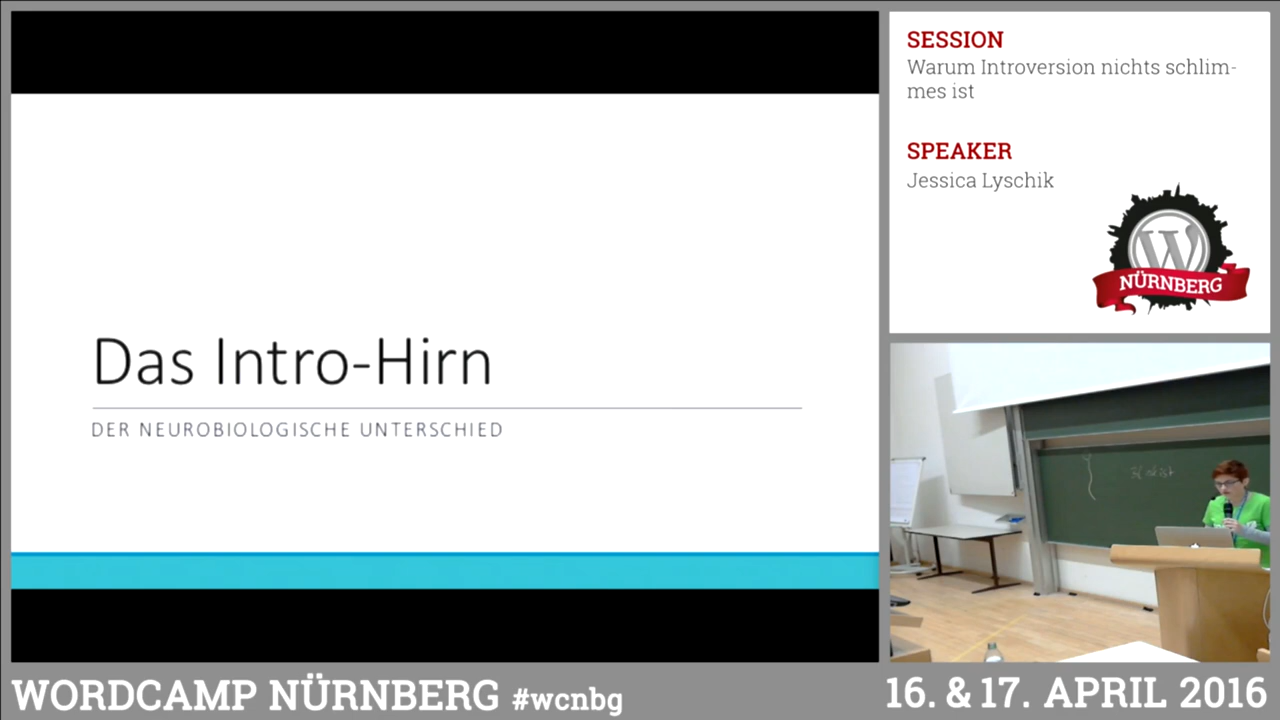 Das Intro-Hirn
DER NEUROBIOLOGISCHE UNTERSCHIED
SESSION
Warum Introversion nichts schlim-
mes ist
SPEAKER
Jessica Lyschik
W
NÜRNBERG
WORDCAMP NÜRNBERG #wcnbg
16. & 17. APRIL 2016